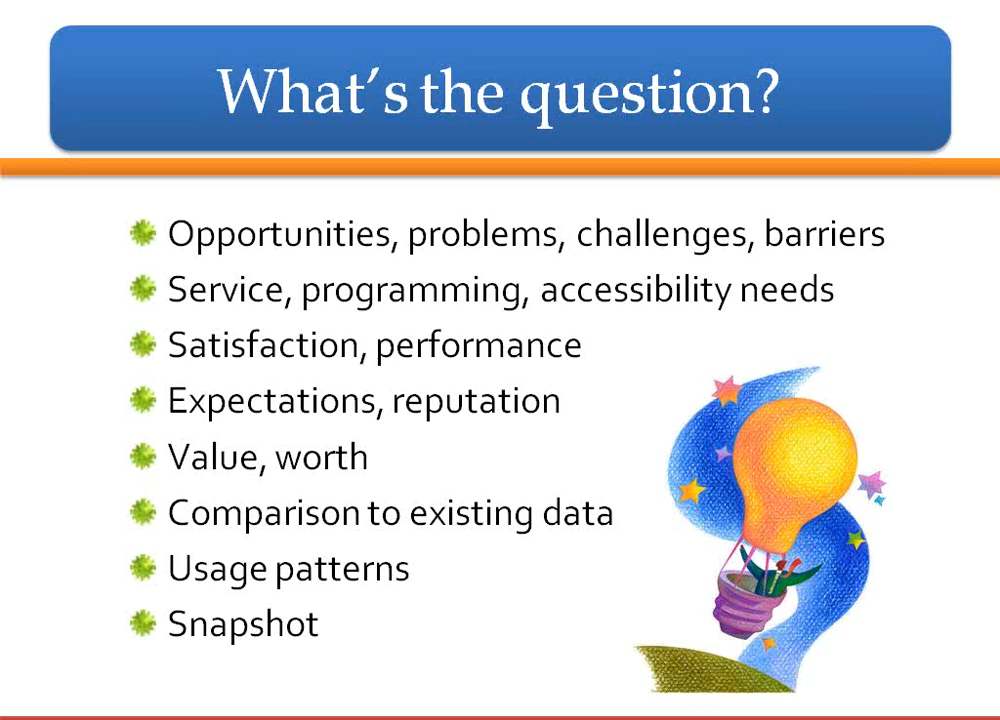 What's the question?
Opportunities, problems, challenges, barriers
Service, programming, accessibility needs
Satisfaction, performance
Expectations, reputation
Value, worth
Comparison to existing data
Usage patterns
Snapshot